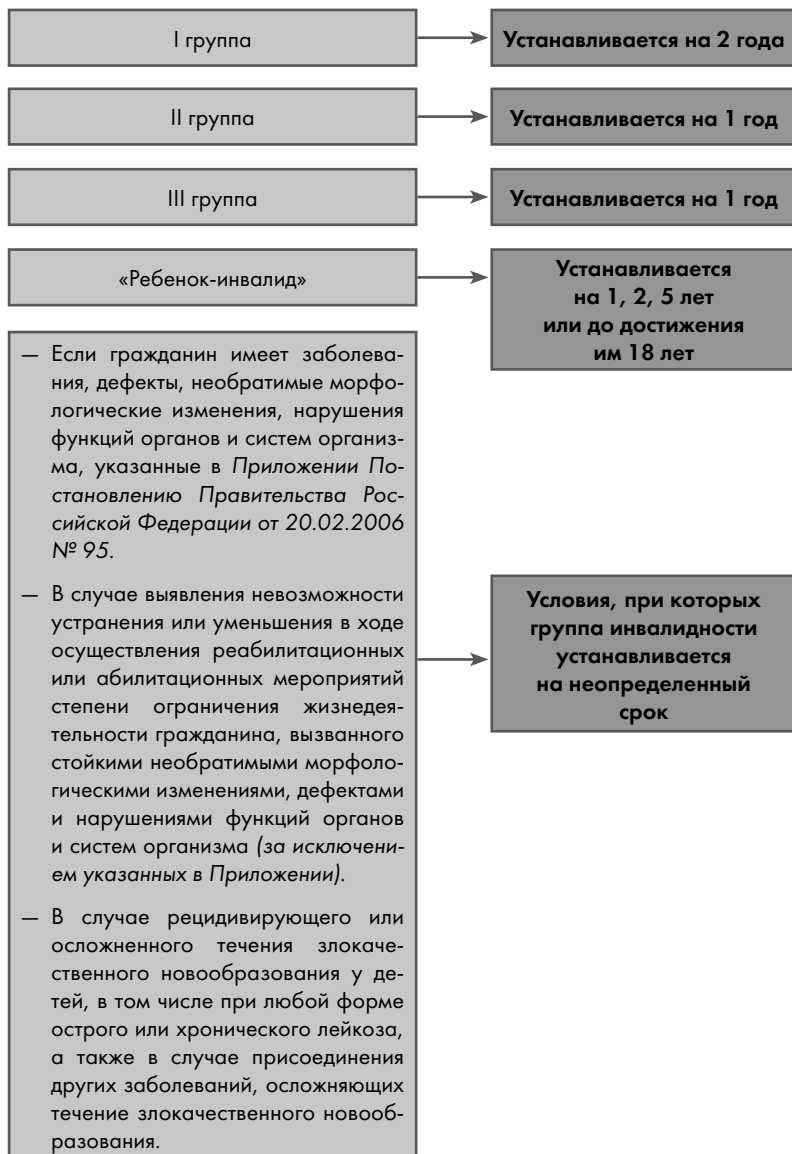 I группа
Устанавливается на 2 года
II группа
Устанавливается на 1 год
III группа
Устанавливается на 1 год
«Ребенок-инвалид»
Устанавливается
на 1, 2, 5 лет
или до достижения
им 18 лет
— Если гражданин имеет заболева-
ния, дефекты, необратимые морфо-
логические изменения, нарушения
функций органов и систем организ-
ма, указанные в Приложении По-
становлению Правительства Рос-
сийской Федерации от 20.02.2006
№ 95.
— В случае выявления невозможности
устранения или уменьшения в ходе
осуществления реабилитационных
или абилитационных мероприятий
степени ограничения жизнедея-
тельности гражданина, вызванного
стойкими необратимыми морфоло-
гическими изменениями, дефектами
и нарушениями функций органов
и систем организма (за исключени-
ем указанных в Приложении).
— В случае рецидивирующего или
осложненного течения злокаче-
ственного новообразования у де-
тей, в том числе при любой форме
острого или хронического лейкоза,
а также в случае присоединения
других заболеваний, осложняющих
течение злокачественного новооб-
разования.
Условия, при которых
группа инвалидности
устанавливается
на неопределенный
срок